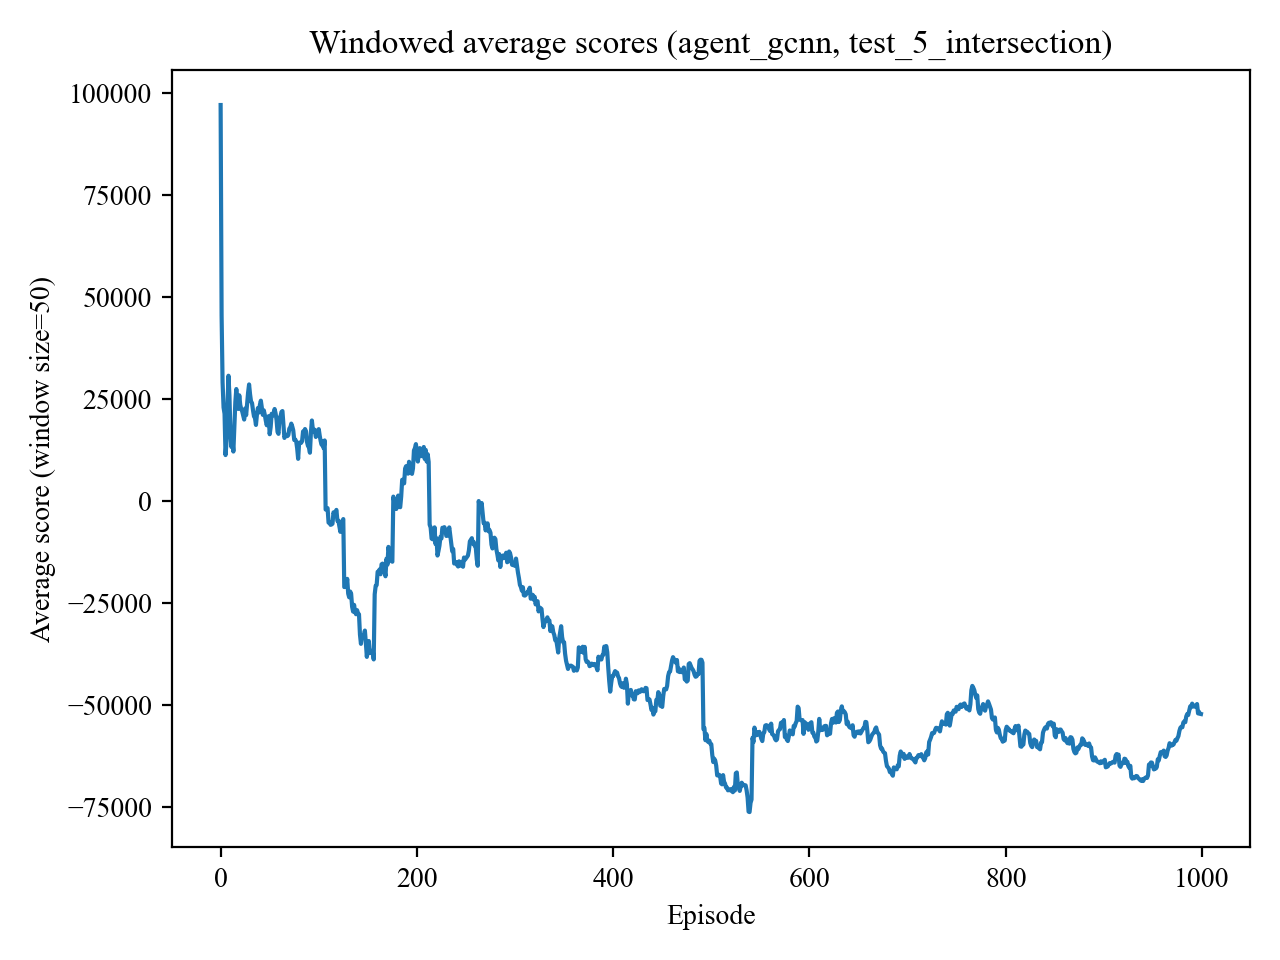 Windowed average scores (agent_gcnn, test_5_intersection)
Average score (window size=50)
100000
75000
50000
25000
0
−25000
−50000
−75000
0 200 400 600 800 1000
Episode